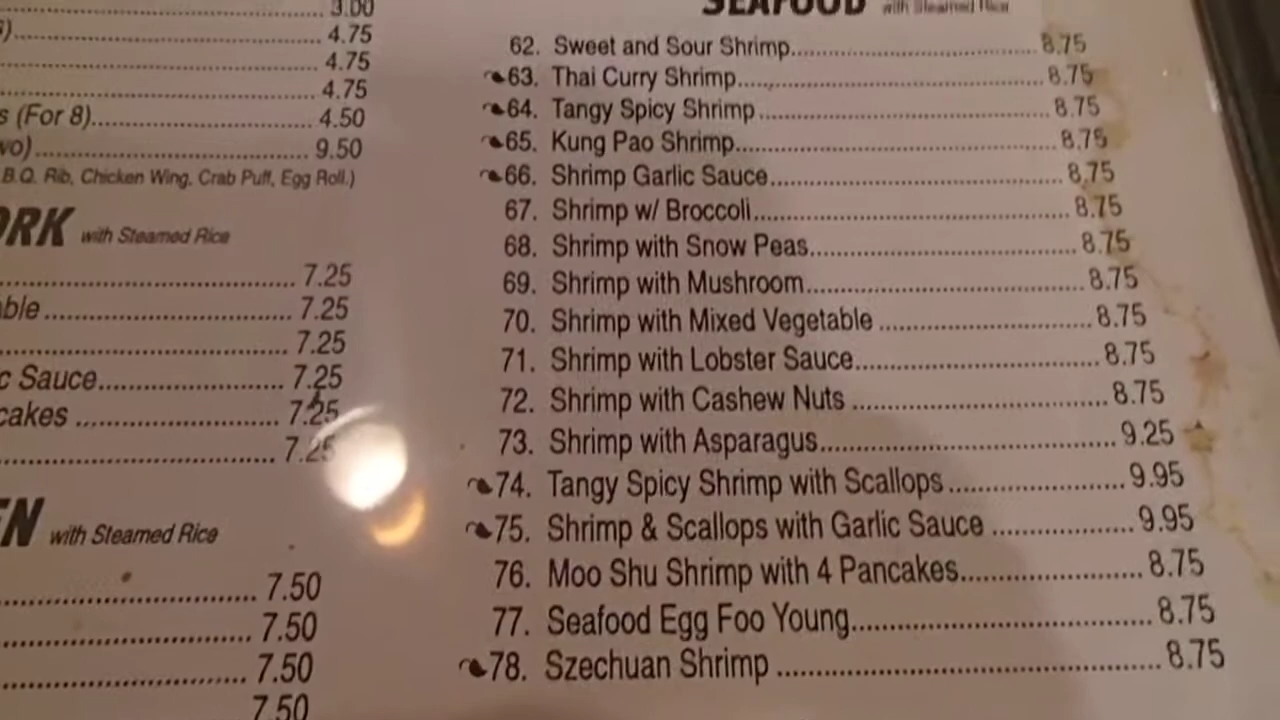 3.00
4.75
4.75
4.75
s (For 8) 4.50
wo) 9.50
B.Q. Rib, Chicken Wing, Crab Puff, Egg Roll.)
ORK with Steamed Rice
7.25
ble 7.25
7.25
c Sauce 7.25
cakes 7.25
7.25
EN with Steamed Rice
7.50
7.50
7.50
7.50
SEAFOOD with Steamed Rice
62. Sweet and Sour Shrimp 8.75
63. Thai Curry Shrimp 8.75
64. Tangy Spicy Shrimp 8.75
65. Kung Pao Shrimp 8.75
66. Shrimp Garlic Sauce 8.75
67. Shrimp w/ Broccoli 8.75
68. Shrimp with Snow Peas 8.75
69. Shrimp with Mushroom 8.75
70. Shrimp with Mixed Vegetable 8.75
71. Shrimp with Lobster Sauce 8.75
72. Shrimp with Cashew Nuts 8.75
73. Shrimp with Asparagus 9.25
74. Tangy Spicy Shrimp with Scallops 9.95
75. Shrimp & Scallops with Garlic Sauce 9.95
76. Moo Shu Shrimp with 4 Pancakes 8.75
77. Seafood Egg Foo Young 8.75
78. Szechuan Shrimp 8.75